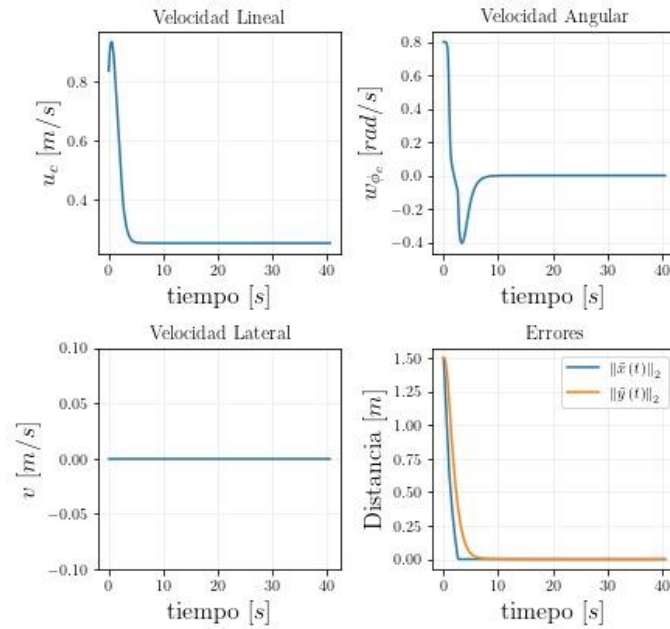 Velocidad Lineal
0.8
0.6
0.4
u_c [m/s]
0 10 20 30 40
tiempo [s]
Velocidad Angular
0.8
0.6
0.4
0.2
0.0
−0.2
−0.4
w_{ϕ_c} [rad/s]
0 10 20 30 40
tiempo [s]
Velocidad Lateral
0.10
0.05
0.00
−0.05
−0.10
v [m/s]
0 10 20 30 40
tiempo [s]
Errores
1.50
1.25
1.00
0.75
0.50
0.25
0.00
Distancia [m]
‖x̃(t)‖₂
‖ỹ(t)‖₂
0 10 20 30 40
timepo [s]